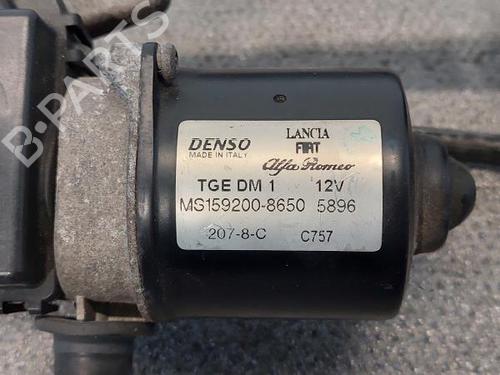 B-PARTS
DENSO
MADE IN ITALY
LANCIA
FIAT
Alfa Romeo
TGE DM 1 12V
MS159200-8650 5896
207-8-C C757